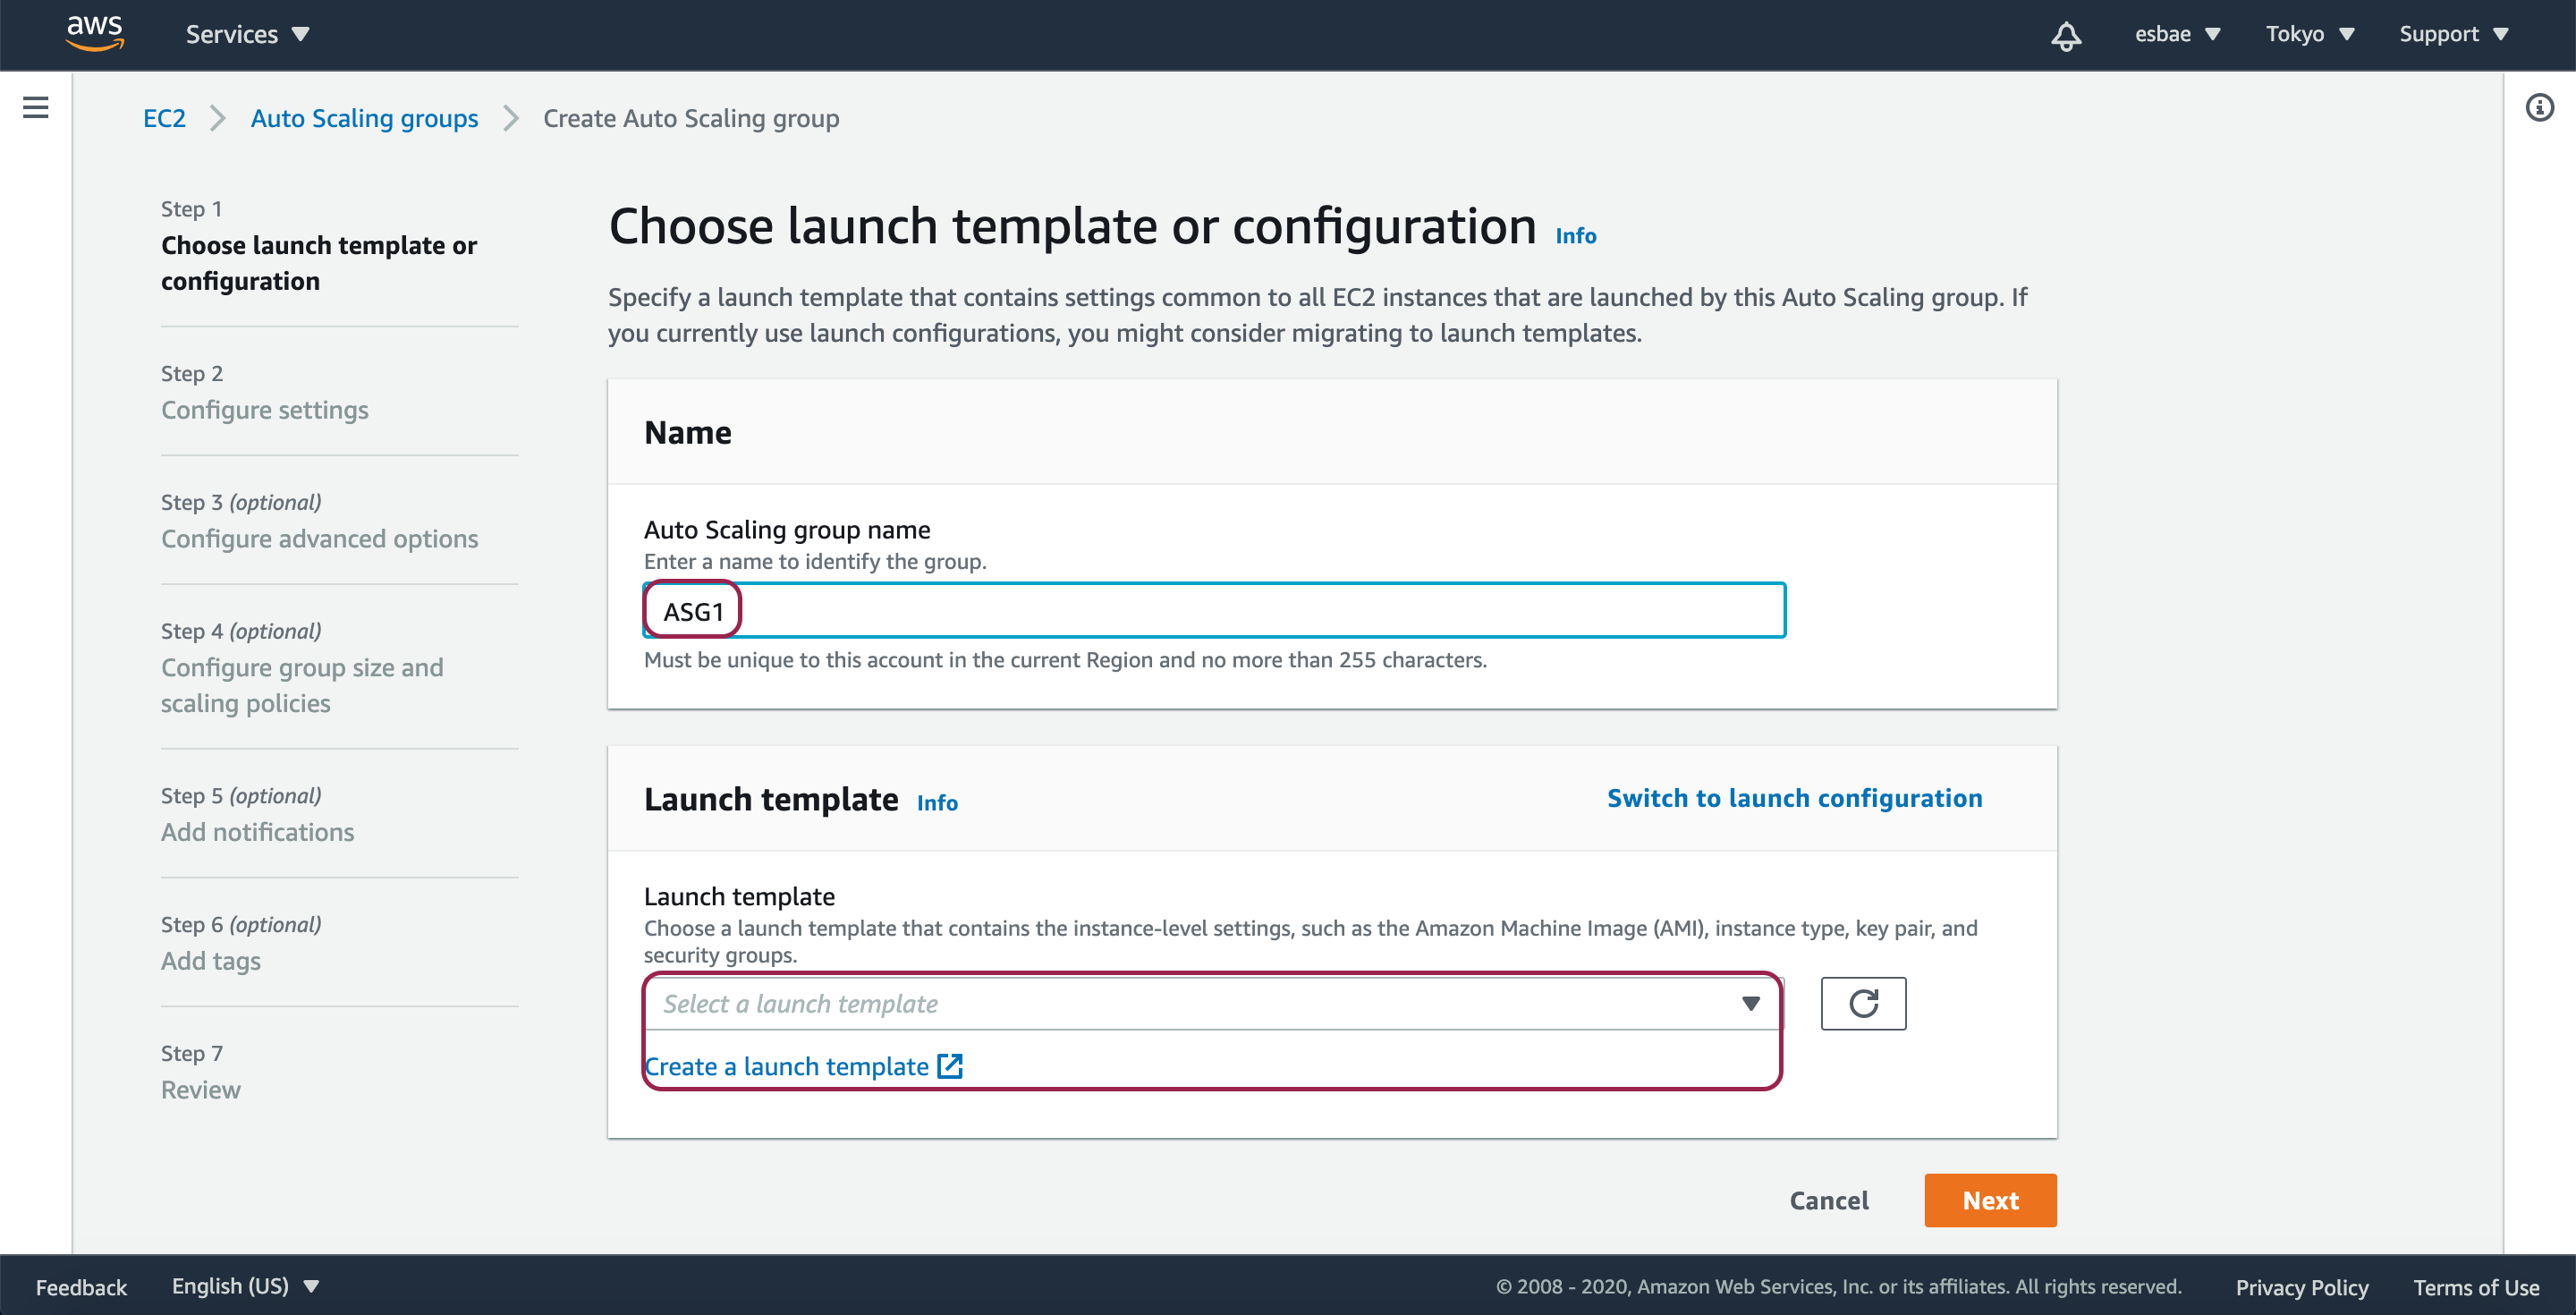 aws
Services
esbae
Tokyo
Support
EC2
Auto Scaling groups
Create Auto Scaling group
Step 1
Choose launch template or
configuration
Step 2
Configure settings
Step 3 (optional)
Configure advanced options
Step 4 (optional)
Configure group size and
scaling policies
Step 5 (optional)
Add notifications
Step 6 (optional)
Add tags
Step 7
Review
Choose launch template or configuration Info
Specify a launch template that contains settings common to all EC2 instances that are launched by this Auto Scaling group. If
you currently use launch configurations, you might consider migrating to launch templates.
Name
Auto Scaling group name
Enter a name to identify the group.
ASG1
Must be unique to this account in the current Region and no more than 255 characters.
Launch template Info
Switch to launch configuration
Launch template
Choose a launch template that contains the instance-level settings, such as the Amazon Machine Image (AMI), instance type, key pair, and
security groups.
Select a launch template
Create a launch template
Cancel
Next
Feedback
English (US)
© 2008 - 2020, Amazon Web Services, Inc. or its affiliates. All rights reserved.
Privacy Policy
Terms of Use